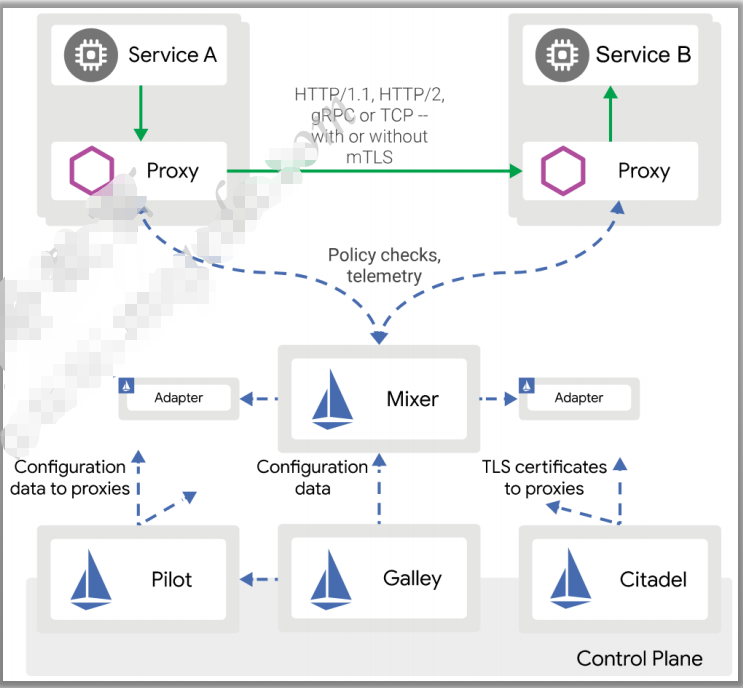 Service A
Service B
HTTP/1.1, HTTP/2,
gRPC or TCP --
with or without
mTLS
Proxy
Proxy
Policy checks,
telemetry
Mixer
Adapter
Adapter
Configuration
data to proxies
Configuration
data
TLS certificates
to proxies
Pilot
Galley
Citadel
Control Plane